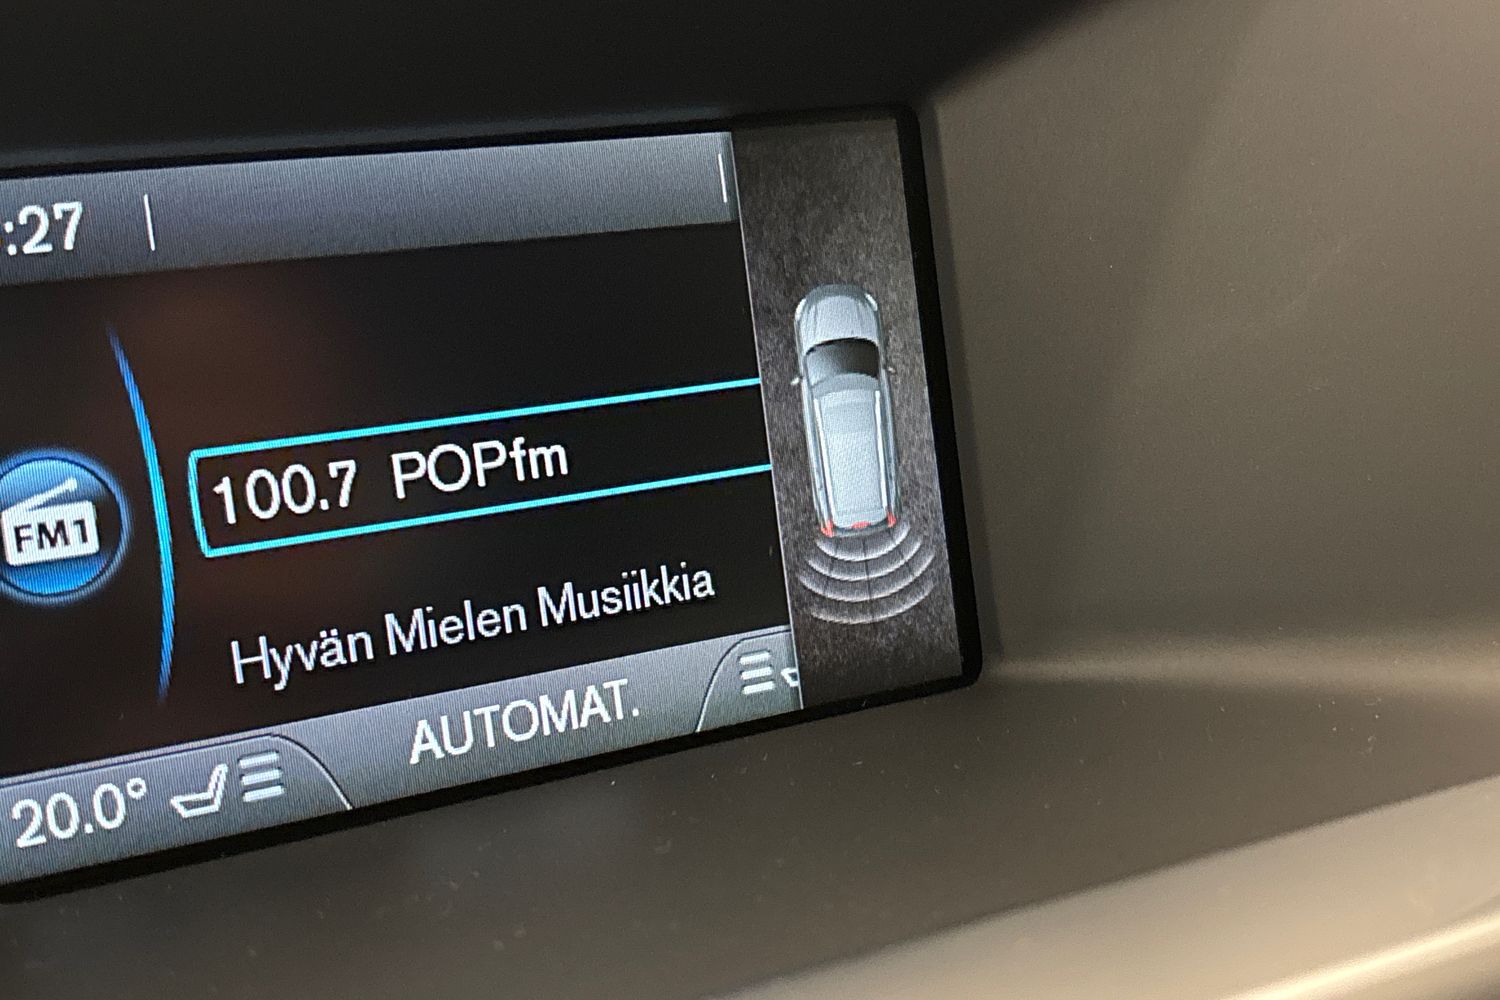 :27
100.7 POPfm
FM1
Hyvän Mielen Musiikkia
AUTOMAT.
20.0°